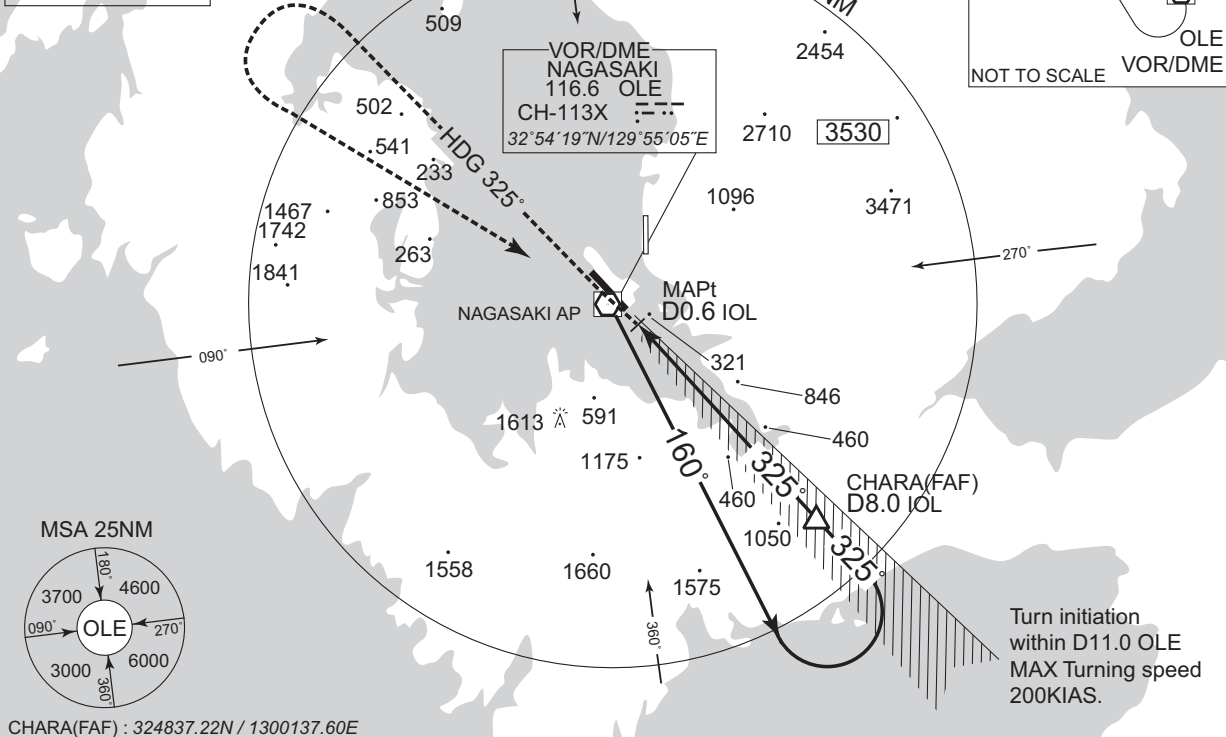 509
NM
2454
OLE
VOR/DME
NOT TO SCALE
VOR/DME
NAGASAKI
116.6 OLE
CH-113X
32°54´19˝N/129°55´05˝E
502
541
233
HDG 325°
2710
3530
853
1467
1742
1841
263
1096
3471
270°
NAGASAKI AP
MAPt
D0.6 IOL
090°
321
846
1613
591
460
1175
160°
325°
460
CHARA(FAF)
D8.0 IOL
1050
325°
1558
1660
1575
360°
MSA 25NM
180°
3700
4600
090°
OLE
270°
3000
6000
360°
Turn initiation
within D11.0 OLE
MAX Turning speed
200KIAS.
CHARA(FAF) : 324837.22N / 1300137.60E